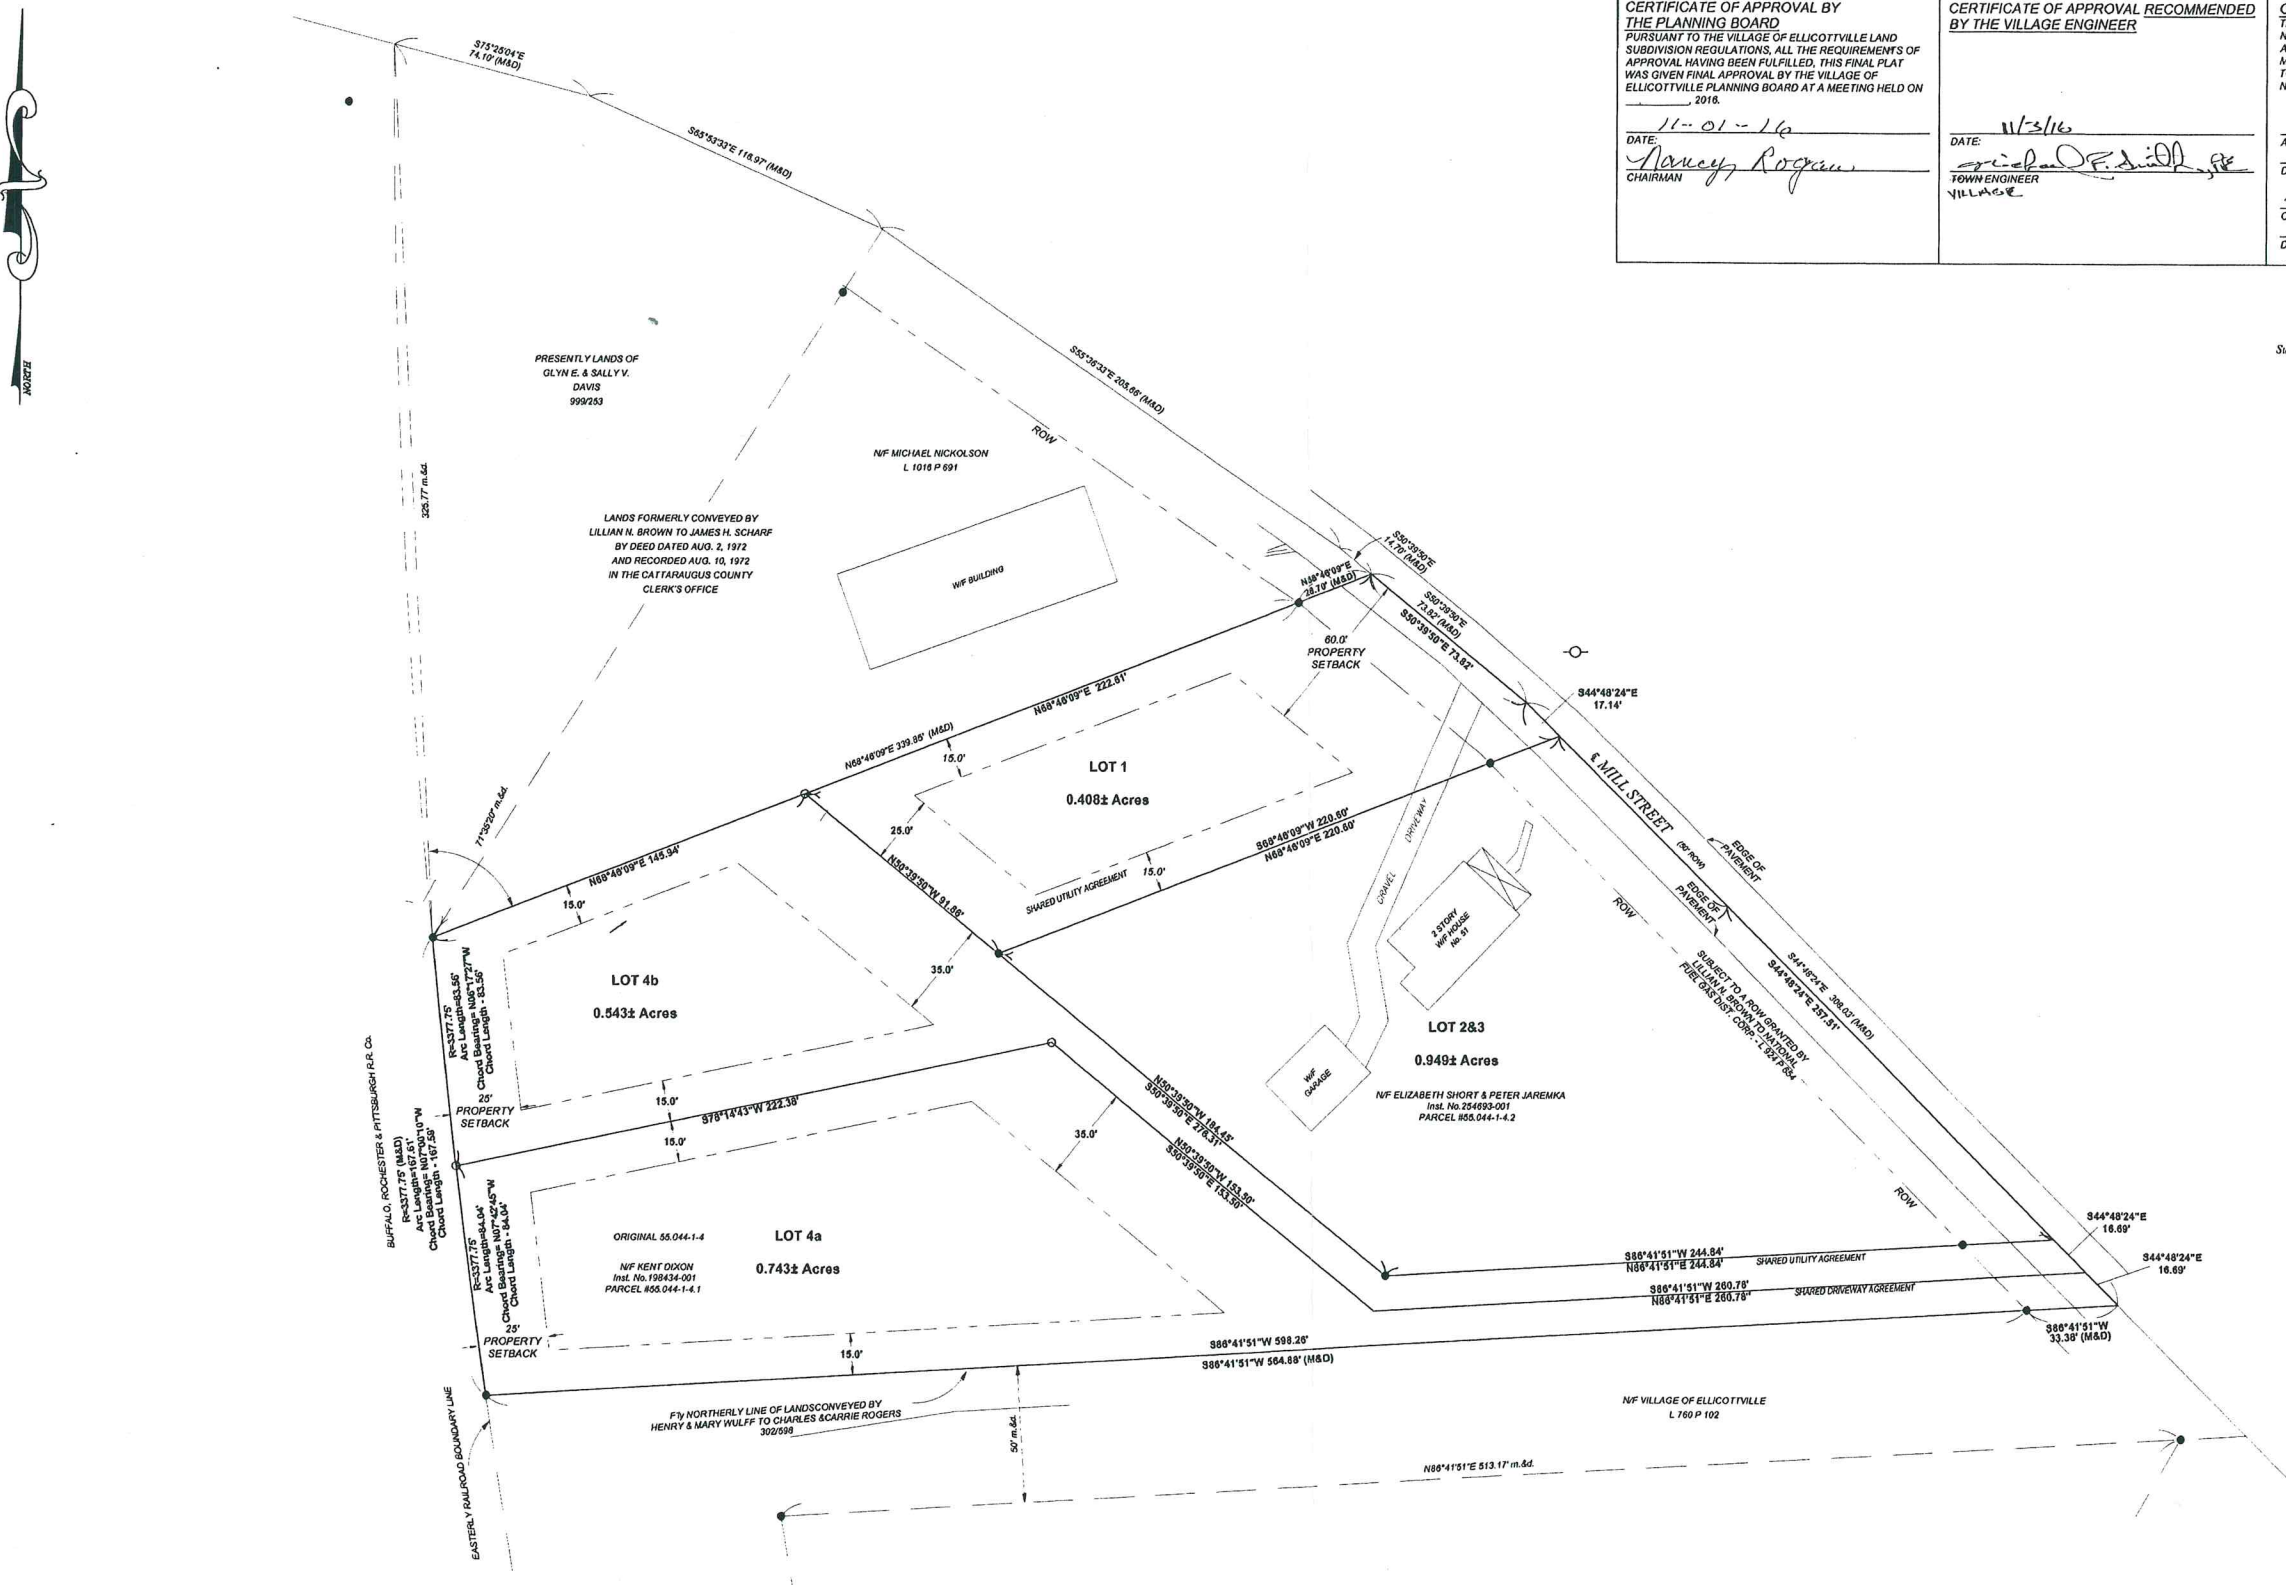 CERTIFICATE OF APPROVAL BY
THE PLANNING BOARD
PURSUANT TO THE VILLAGE OF ELLICOTTVILLE LAND
SUBDIVISION REGULATIONS, ALL THE REQUIREMENTS OF
APPROVAL HAVING BEEN FULFILLED, THIS FINAL PLAT
WAS GIVEN FINAL APPROVAL BY THE VILLAGE OF
ELLICOTTVILLE PLANNING BOARD AT A MEETING HELD ON
, 2016.
11-01-16
DATE:
Nancy Rogan
CHAIRMAN
CERTIFICATE OF APPROVAL RECOMMENDED
BY THE VILLAGE ENGINEER
11/3/16
DATE:
Michael F. Smith, PE
TOWN ENGINEER
VILLAGE
NORTH
S75°25'04"E
74.10' (M&D)
S65°53'33"E 116.97' (M&D)
S55°36'33"E 205.66' (M&D)
PRESENTLY LANDS OF
GLYN E. & SALLY V.
DAVIS
999/253
325.77' m.&d.
ROW
N/F MICHAEL NICKOLSON
L 1016 P 691
LANDS FORMERLY CONVEYED BY
LILLIAN N. BROWN TO JAMES H. SCHARF
BY DEED DATED AUG. 2, 1972
AND RECORDED AUG. 10, 1972
IN THE CATTARAUGUS COUNTY
CLERK'S OFFICE
W/F BUILDING
S50°39'50"E
14.70' (M&D)
N68°46'09"E
28.70' (M&D)
S50°39'50"E
73.82' (M&D)
S50°39'50"E 73.82'
60.0'
PROPERTY
SETBACK
S44°48'24"E
17.14'
N68°46'09"E 222.61'
N68°46'09"E 339.85' (M&D)
15.0'
LOT 1
0.408± Acres
25.0'
71°35'20" m.&d.
N68°46'09"E 145.94'
15.0'
N50°39'50"W 91.86'
SHARED UTILITY AGREEMENT
15.0'
S68°46'09"W 220.60'
N68°46'09"E 220.60'
GRAVEL
DRIVEWAY
℄ MILL STREET
(50' ROW)
EDGE OF
PAVEMENT
EDGE OF
PAVEMENT
2 STORY
W/F HOUSE
No. 51
ROW
SUBJECT TO A ROW GRANTED BY
LILLIAN N. BROWN TO NATIONAL
FUEL GAS DIST. CORP. - L 924 P 654
S44°48'24"E 308.03' (M&D)
S44°48'24"E 257.51'
35.0'
LOT 4b
0.543± Acres
R=3377.75'
Arc Length=83.56'
Chord Bearing= N06°17'27"W
Chord Length - 83.56'
25'
PROPERTY
SETBACK
15.0'
S78°14'43"W 222.38'
15.0'
LOT 2&3
0.949± Acres
N/F ELIZABETH SHORT & PETER JAREMKA
Inst. No.254693-001
PARCEL #55.044-1-4.2
W/F
GARAGE
35.0'
N50°39'50"W 184.45'
S50°39'50"E 276.31'
N50°39'50"W 153.50'
S50°39'50"E 153.50'
BUFFALO, ROCHESTER & PITTSBURGH R.R. Co.
R=3377.75' (M&D)
Arc Length=167.61'
Chord Bearing= N07°00'10"W
Chord Length - 167.59'
R=3377.75'
Arc Length=84.04'
Chord Bearing= N07°42'45"W
Chord Length - 84.04'
25'
PROPERTY
SETBACK
ORIGINAL 55.044-1-4
N/F KENT DIXON
Inst. No.198434-001
PARCEL #55.044-1-4.1
LOT 4a
0.743± Acres
ROW
S44°48'24"E
16.69'
S44°48'24"E
16.69'
S86°41'51"W 244.84'
N86°41'51"E 244.84'
SHARED UTILITY AGREEMENT
S86°41'51"W 260.78'
N86°41'51"E 260.78'
SHARED DRIVEWAY AGREEMENT
S86°41'51"W
33.38' (M&D)
15.0'
S86°41'51"W 598.26'
S86°41'51"W 564.88' (M&D)
F'ly NORTHERLY LINE OF LANDSCONVEYED BY
HENRY & MARY WULFF TO CHARLES &CARRIE ROGERS
302/598
50' m.&d.
EASTERLY RAILROAD BOUNDARY LINE
N/F VILLAGE OF ELLICOTTVILLE
L 760 P 102
N86°41'51"E 513.17' m.&d.